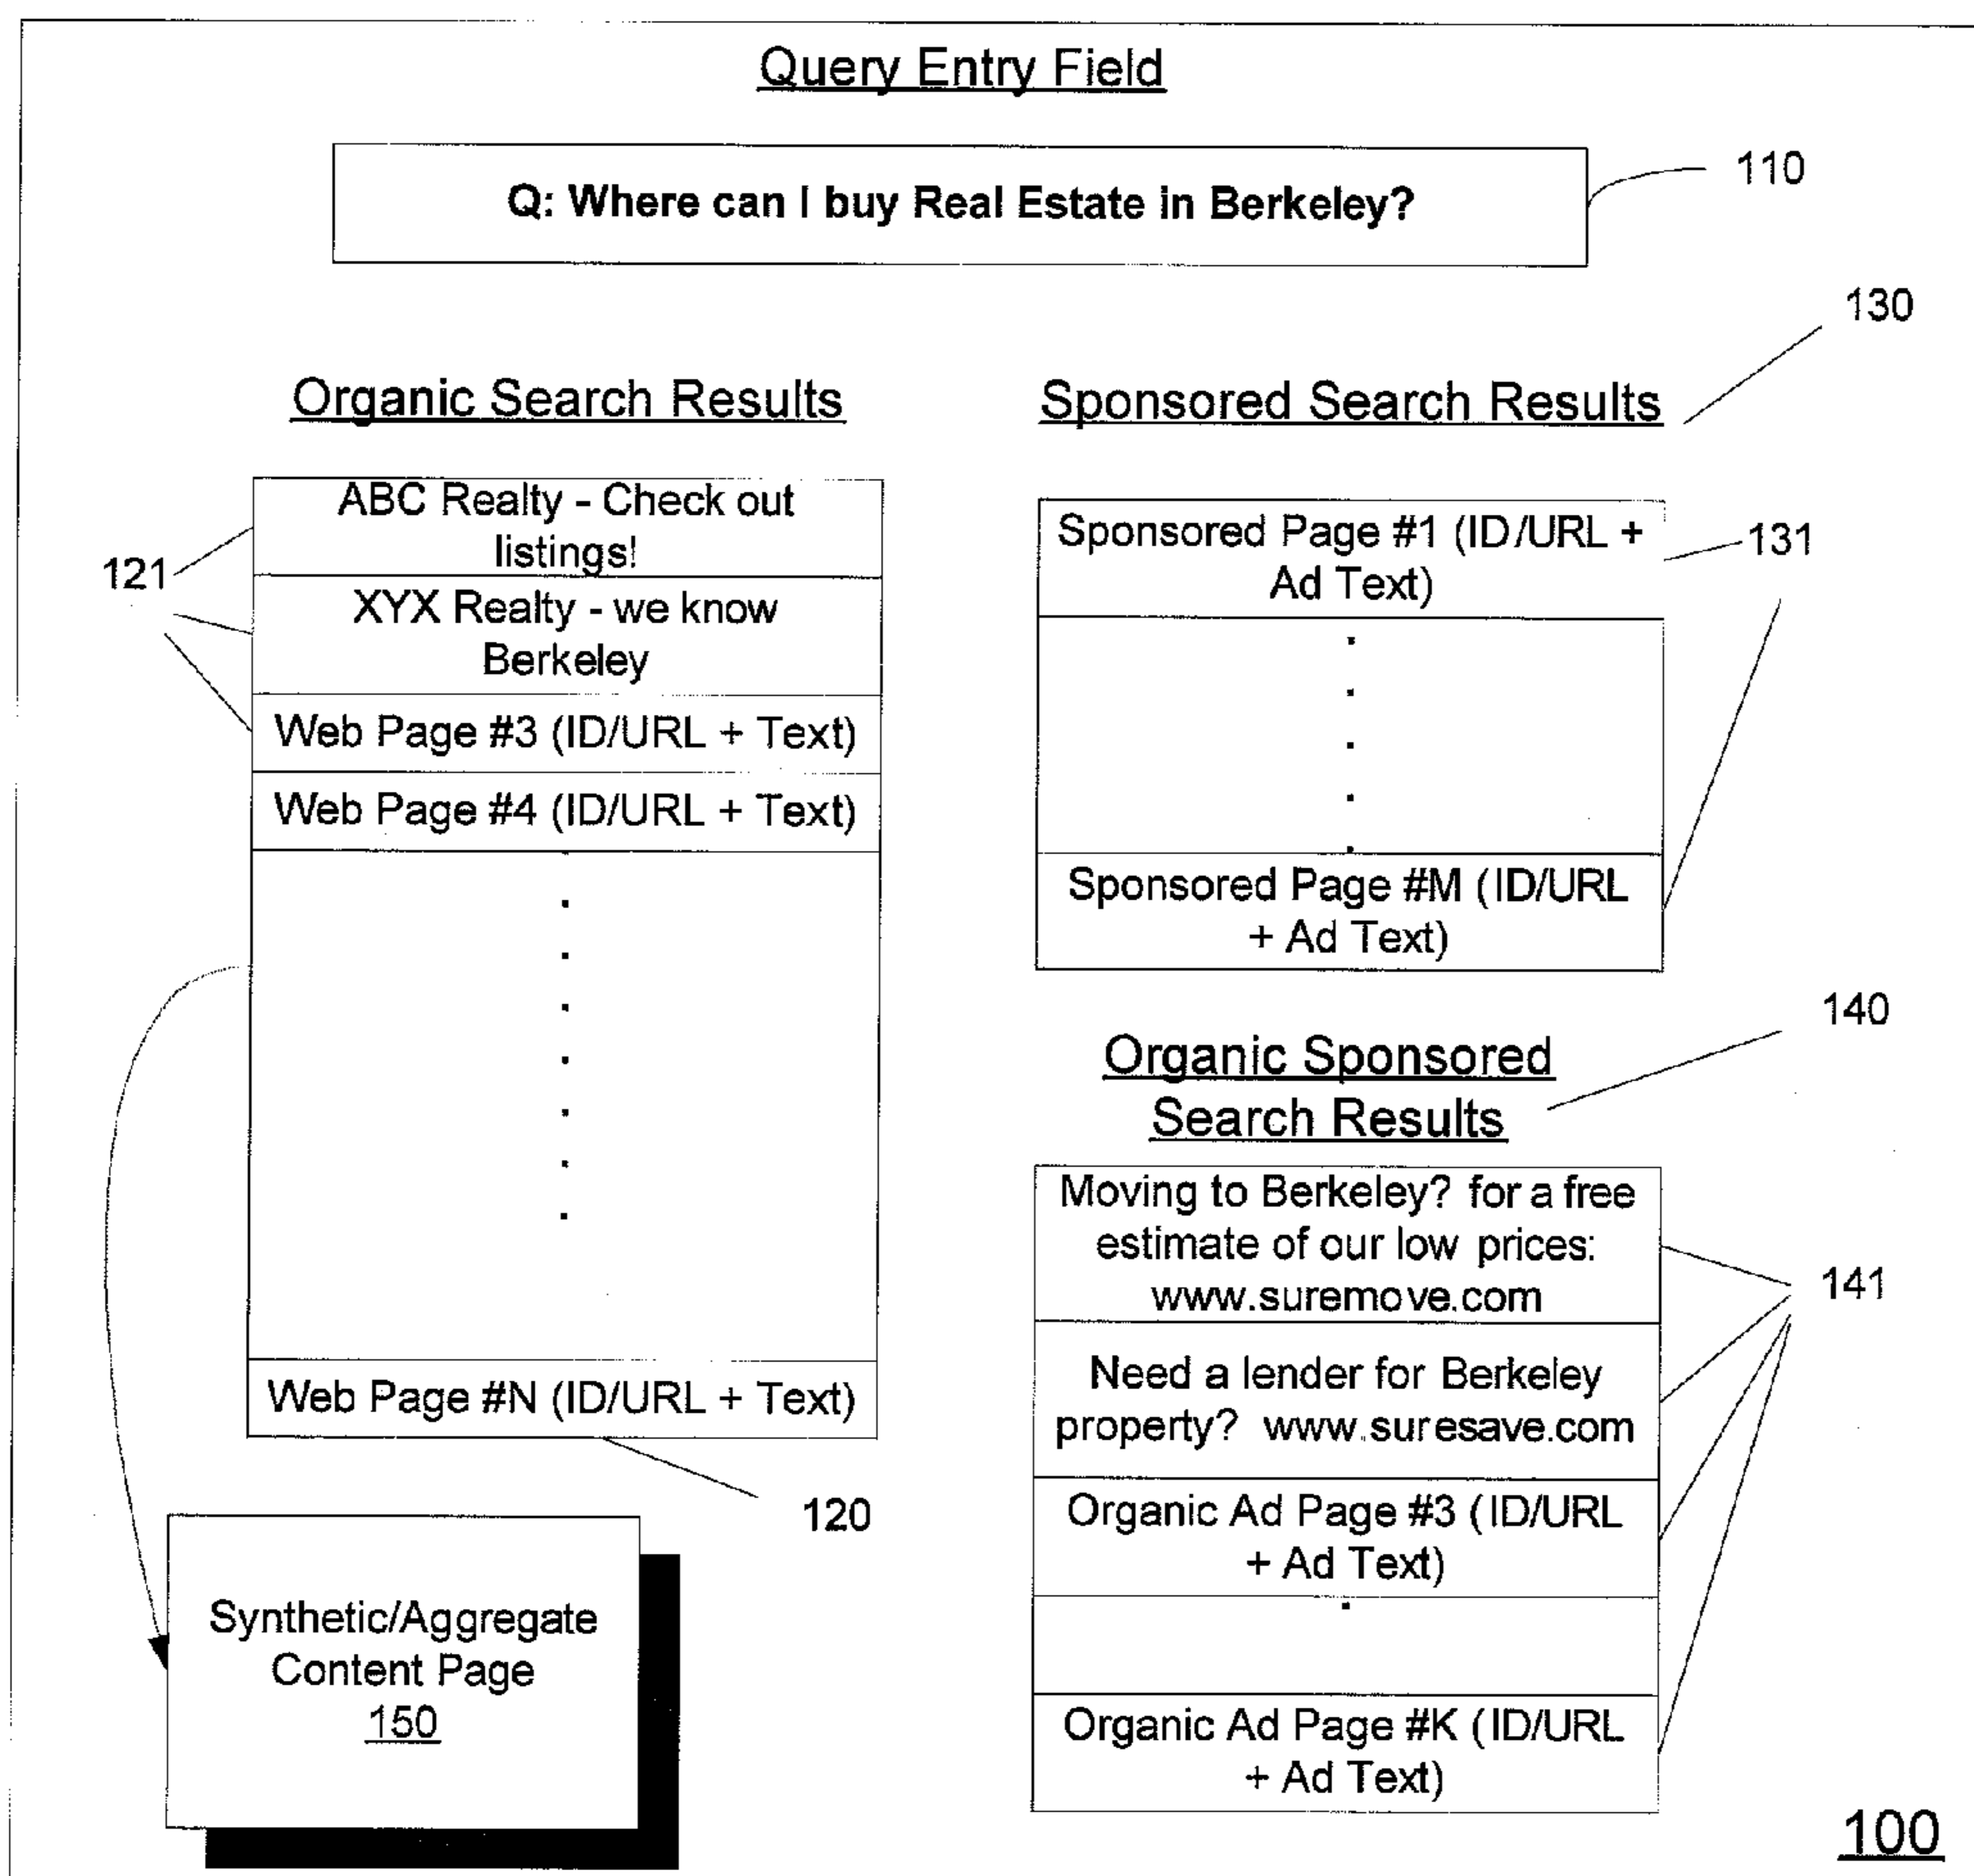 Query Entry Field
Q: Where can I buy Real Estate in Berkeley?
110
130
Organic Search Results
ABC Realty - Check out
listings!
XYX Realty - we know
Berkeley
Web Page #3 (ID/URL + Text)
Web Page #4 (ID/URL + Text)
Web Page #N (ID/URL + Text)
121
120
Synthetic/Aggregate
Content Page
150
Sponsored Search Results
Sponsored Page #1 (ID/URL +
Ad Text)
Sponsored Page #M (ID/URL
+ Ad Text)
131
140
Organic Sponsored
Search Results
Moving to Berkeley? for a free
estimate of our low prices:
www.suremove.com
Need a lender for Berkeley
property? www.suresave.com
Organic Ad Page #3 (ID/URL
+ Ad Text)
Organic Ad Page #K (ID/URL
+ Ad Text)
141
100